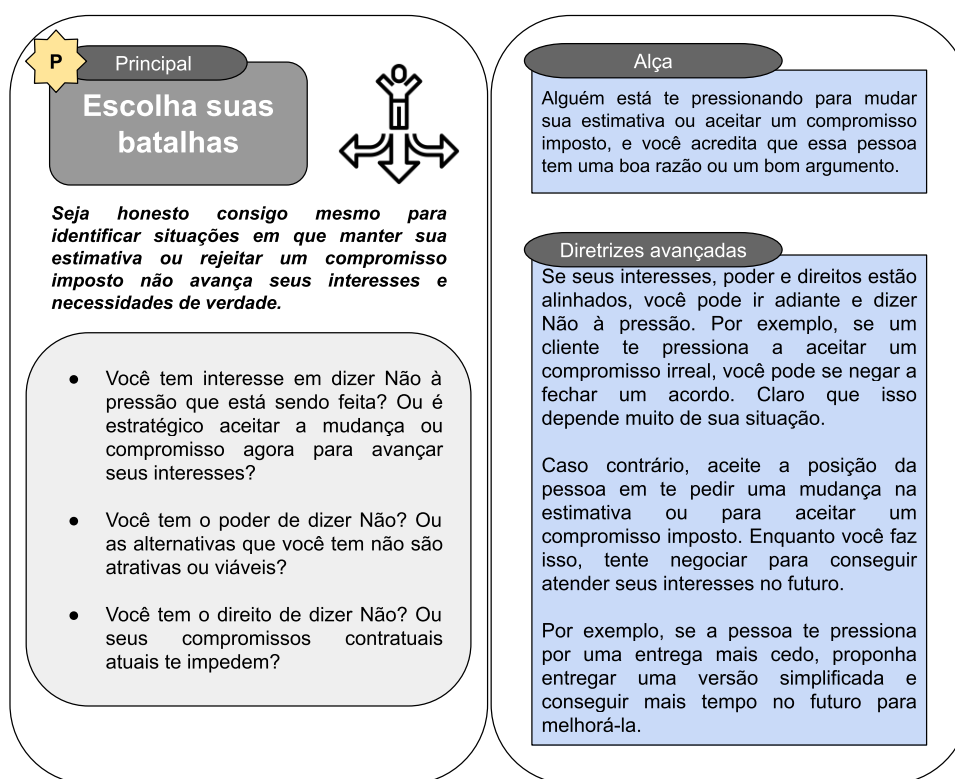 P
Principal
Escolha suas
batalhas
Seja honesto consigo mesmo para
identificar situações em que manter sua
estimativa ou rejeitar um compromisso
imposto não avança seus interesses e
necessidades de verdade.
● Você tem interesse em dizer Não à
pressão que está sendo feita? Ou é
estratégico aceitar a mudança ou
compromisso agora para avançar
seus interesses?
● Você tem o poder de dizer Não? Ou
as alternativas que você tem não são
atrativas ou viáveis?
● Você tem o direito de dizer Não? Ou
seus compromissos contratuais
atuais te impedem?
Alça
Alguém está te pressionando para mudar
sua estimativa ou aceitar um compromisso
imposto, e você acredita que essa pessoa
tem uma boa razão ou um bom argumento.
Diretrizes avançadas
Se seus interesses, poder e direitos estão
alinhados, você pode ir adiante e dizer
Não à pressão. Por exemplo, se um
cliente te pressiona a aceitar um
compromisso irreal, você pode se negar a
fechar um acordo. Claro que isso
depende muito de sua situação.
Caso contrário, aceite a posição da
pessoa em te pedir uma mudança na
estimativa ou para aceitar um
compromisso imposto. Enquanto você faz
isso, tente negociar para conseguir
atender seus interesses no futuro.
Por exemplo, se a pessoa te pressiona
por uma entrega mais cedo, proponha
entregar uma versão simplificada e
conseguir mais tempo no futuro para
melhorá-la.